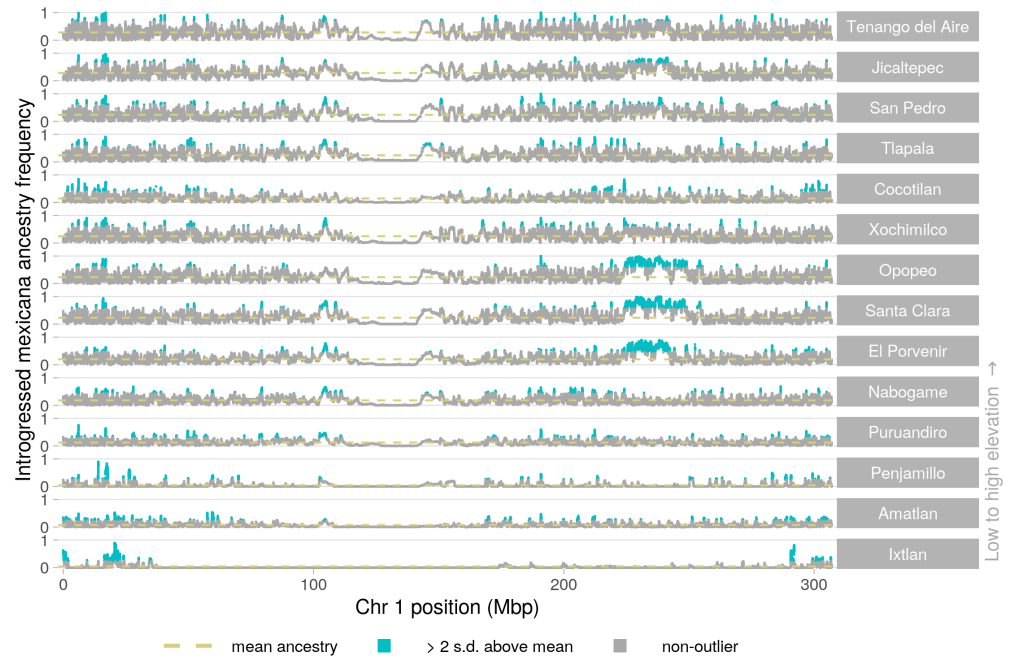 Introgressed mexicana ancestry frequency
1
0
Tenango del Aire
1
0
Jicaltepec
1
0
San Pedro
1
0
Tlapala
1
0
Cocotilan
1
0
Xochimilco
1
0
Opopeo
1
0
Santa Clara
1
0
El Porvenir
1
0
Nabogame
1
0
Puruandiro
1
0
Penjamillo
1
0
Amatlan
1
0
Ixtlan
Low to high elevation →
0 100 200 300
Chr 1 position (Mbp)
mean ancestry > 2 s.d. above mean non-outlier